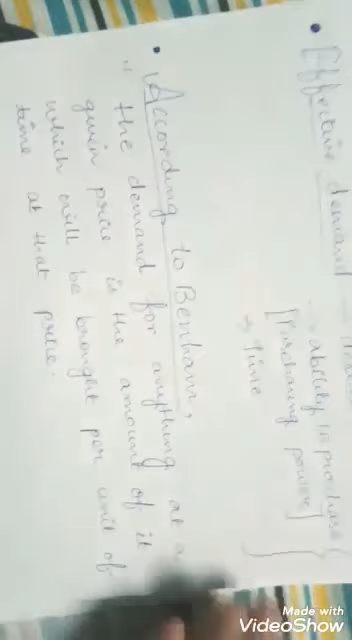 • Effective demand →
→ ability to purchase
[Purchasing power]
→ Time
• According to Benham,
"the demand for anything at a
given price is the amount of it
which will be brought per unit of
time at that price.
Made with
VideoShow